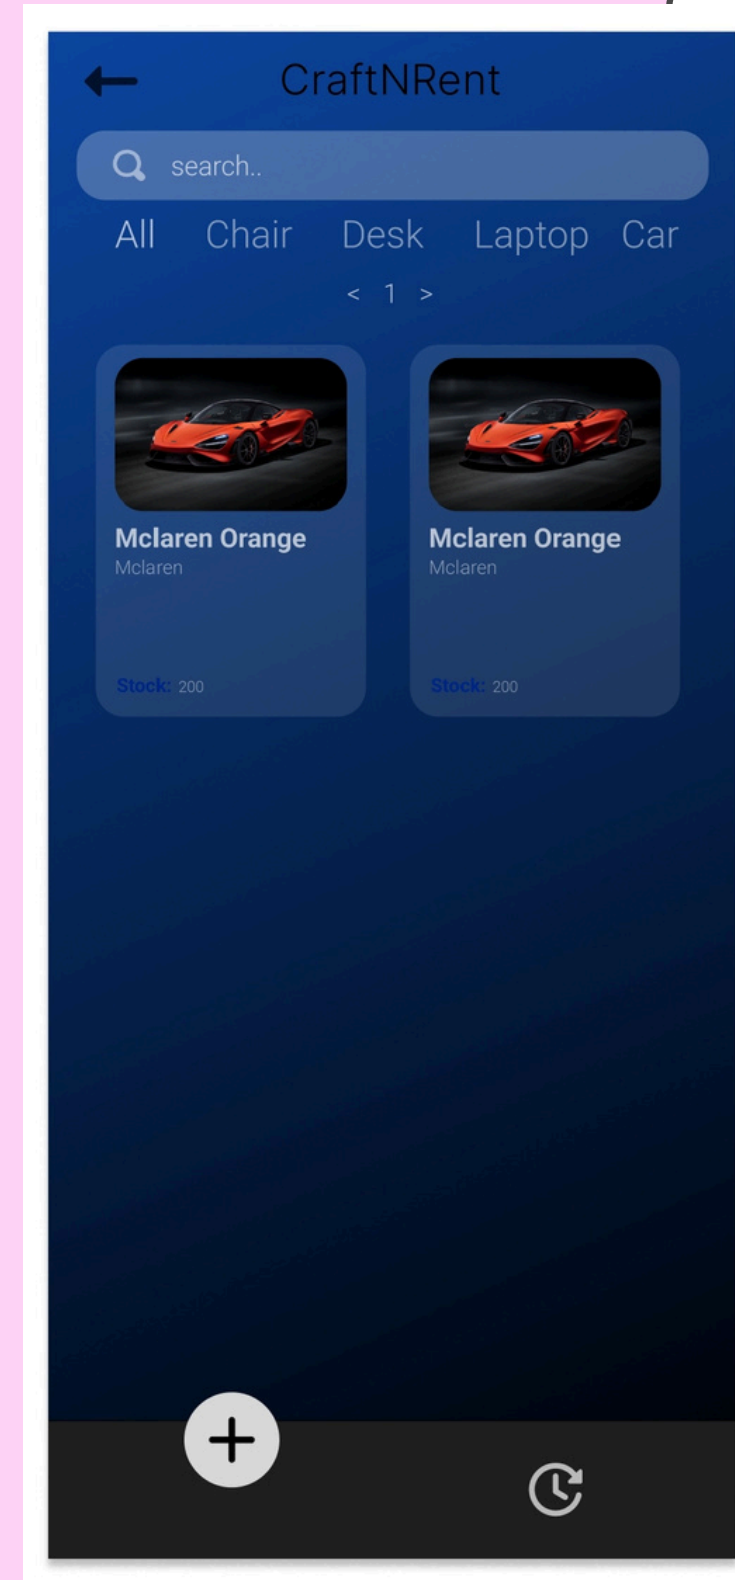 CraftNRent
search..
All Chair Desk Laptop Car
< 1 >
Mclaren Orange Mclaren Orange
Mclaren Mclaren
Stock: 200 Stock: 200